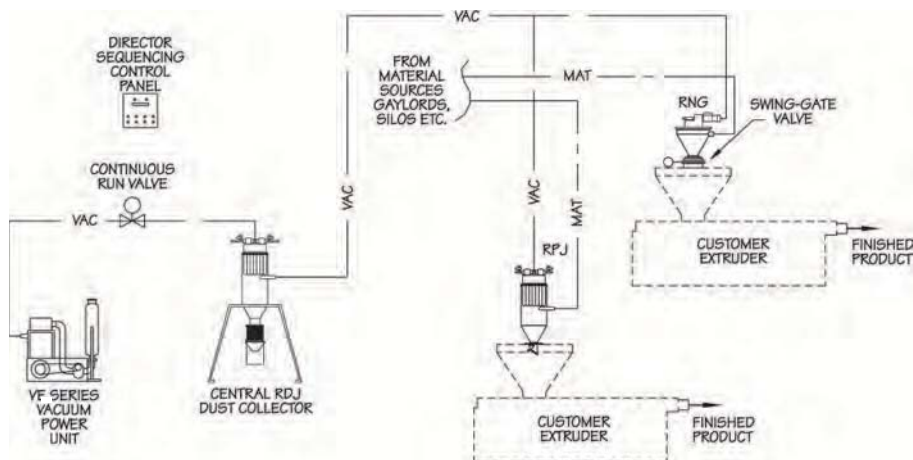 VAC
DIRECTOR
SEQUENCING
CONTROL
PANEL
FROM
MATERIAL
SOURCES
GAYLORDS,
SILOS ETC.
MAT
RNG
SWING-GATE
VALVE
CONTINUOUS
RUN VALVE
VAC
VAC
VAC
MAT
RPJ
CUSTOMER
EXTRUDER
FINISHED
PRODUCT
VF SERIES
VACUUM
POWER
UNIT
CENTRAL RDJ
DUST COLLECTOR
CUSTOMER
EXTRUDER
FINISHED
PRODUCT